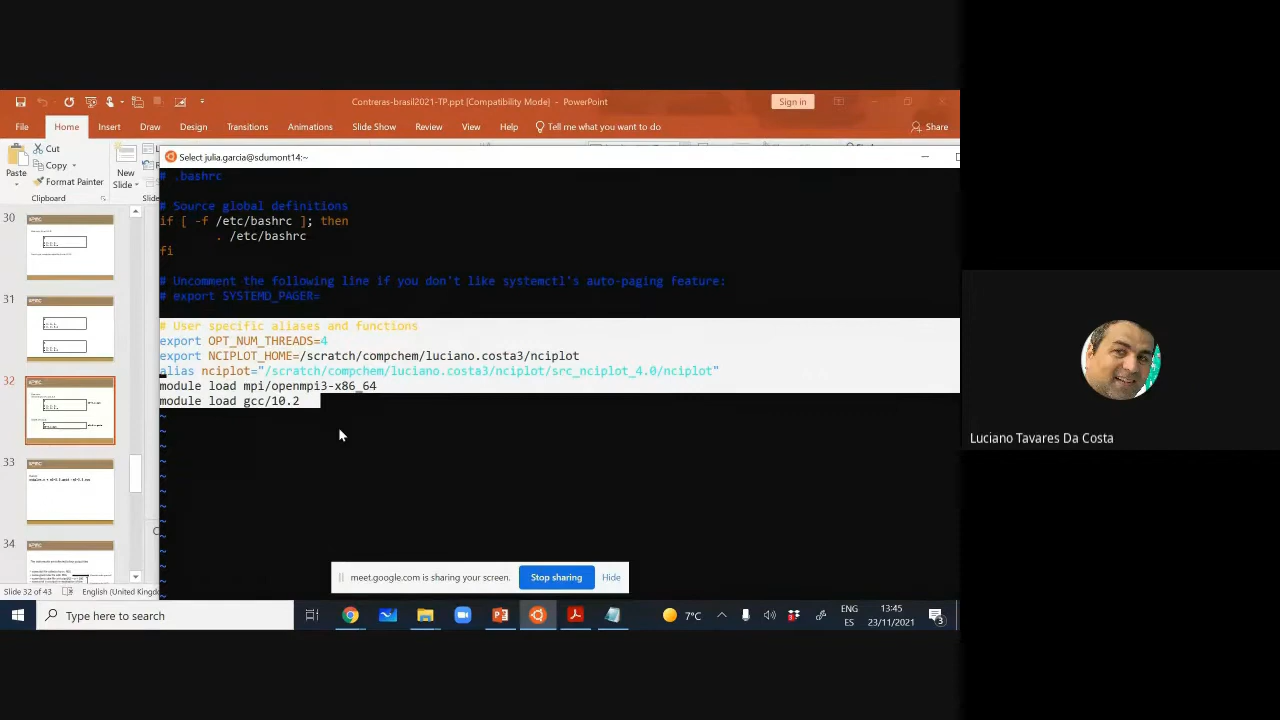 Contreras-brasil2021-TP.ppt [Compatibility Mode] - PowerPoint
Sign in
File Home Insert Draw Design Transitions Animations Slide Show Review View Help Tell me what you want to do Share
Cut
Copy
Format Painter
Paste
New
Slide
Clipboard
Select julia.garcia@sdumont14:~
# .bashrc
# Source global definitions
if [ -f /etc/bashrc ]; then
. /etc/bashrc
fi
# Uncomment the following line if you don't like systemctl's auto-paging feature:
# export SYSTEMD_PAGER=
# User specific aliases and functions
export OPT_NUM_THREADS=4
export NCIPLOT_HOME=/scratch/compchem/luciano.costa3/nciplot
alias nciplot="/scratch/compchem/luciano.costa3/nciplot/src_nciplot_4.0/nciplot"
module load mpi/openmpi3-x86_64
module load gcc/10.2
~
~
~
~
~
~
~
~
~
~
~
~
~
30
31
32
33
34
Luciano Tavares Da Costa
meet.google.com is sharing your screen.
Stop sharing
Hide
Slide 32 of 43
English (United Kingd
Type here to search
7°C
ENG
ES
13:45
23/11/2021
3